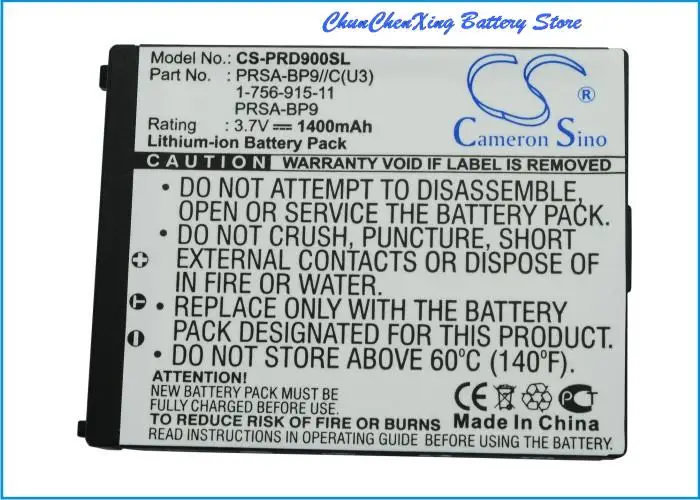 ChunChenXing Battery Store
Model No.: CS-PRD900SL
Part No. : PRSA-BP9//C(U3)
1-756-915-11
PRSA-BP9
Rating : 3.7V 1400mAh
Lithium-ion Battery Pack
CS
®
Cameron Sino
CAUTION WARRANTY VOID IF LABEL REMOVED
• DO NOT ATTEMPT TO DISASSEMBLE,
OPEN OR SERVICE THE BATTERY PACK.
• DO NOT CRUSH, PUNCTURE, SHORT
EXTERNAL CONTACTS OR DISPOSE OF
IN FIRE OR WATER.
• REPLACE ONLY WITH THE BATTERY
PACK DESIGNATED FOR THIS PRODUCT.
• DO NOT STORE ABOVE 60°C (140°F).
ATTENTION!
NEW BATTERY PACK MUST BE
FULLY CHARGED BEFORE USE.
TO REDUCE RISK OF FIRE OR BURNS
READ INSTRUCTIONS IN OPERATING GUIDE BEFORE USING.
CE PC
Made in China